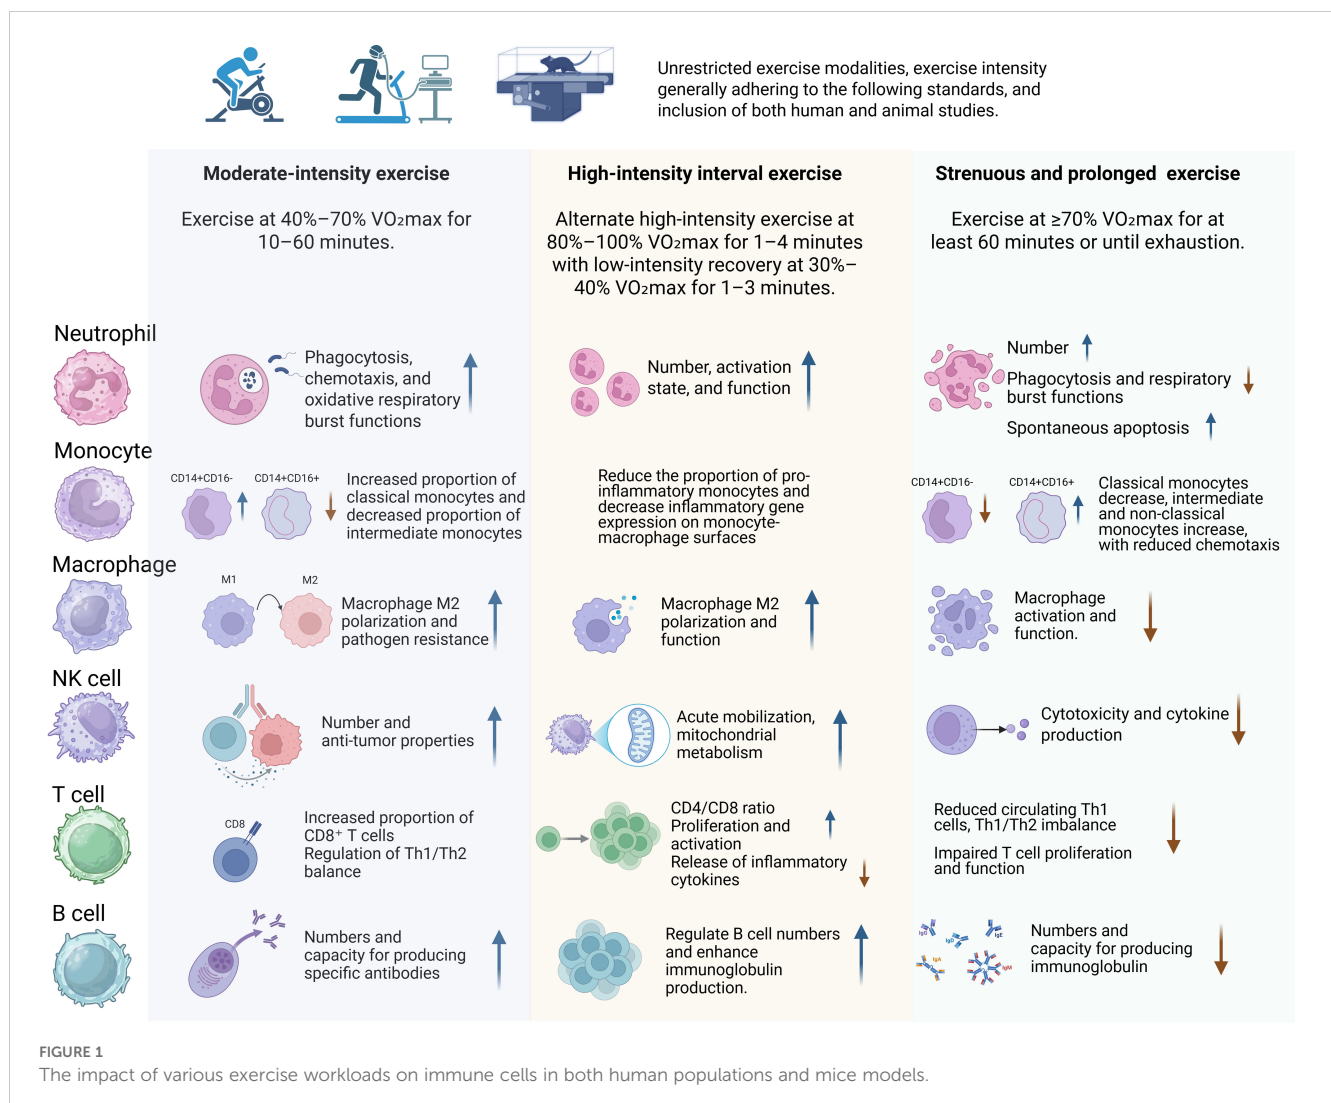 Unrestricted exercise modalities, exercise intensity
generally adhering to the following standards, and
inclusion of both human and animal studies.
Moderate-intensity exercise
Exercise at 40%–70% VO₂max for
10–60 minutes.
High-intensity interval exercise
Alternate high-intensity exercise at
80%–100% VO₂max for 1–4 minutes
with low-intensity recovery at 30%–
40% VO₂max for 1–3 minutes.
Strenuous and prolonged exercise
Exercise at ≥70% VO₂max for at
least 60 minutes or until exhaustion.
Neutrophil
Phagocytosis,
chemotaxis, and
oxidative respiratory
burst functions
Number, activation
state, and function
Number
Phagocytosis and respiratory
burst functions
Spontaneous apoptosis
Monocyte
CD14+CD16-
CD14+CD16+
Increased proportion of
classical monocytes and
decreased proportion of
intermediate monocytes
Reduce the proportion of pro-
inflammatory monocytes and
decrease inflammatory gene
expression on monocyte-
macrophage surfaces
CD14+CD16-
CD14+CD16+
Classical monocytes
decrease, intermediate
and non-classical
monocytes increase,
with reduced chemotaxis
Macrophage
M1
M2
Macrophage M2
polarization and
pathogen resistance
Macrophage M2
polarization and
function
Macrophage
activation and
function.
NK cell
Number and
anti-tumor properties
Acute mobilization,
mitochondrial
metabolism
Cytotoxicity and cytokine
production
T cell
CD8
Increased proportion of
CD8⁺ T cells
Regulation of Th1/Th2
balance
CD4/CD8 ratio
Proliferation and
activation
Release of inflammatory
cytokines
Reduced circulating Th1
cells, Th1/Th2 imbalance
Impaired T cell proliferation
and function
B cell
Numbers and
capacity for producing
specific antibodies
Regulate B cell numbers
and enhance
immunoglobulin
production.
IgG
IgD
IgE
IgA
IgM
Numbers and
capacity for producing
immunoglobulin
FIGURE 1
The impact of various exercise workloads on immune cells in both human populations and mice models.